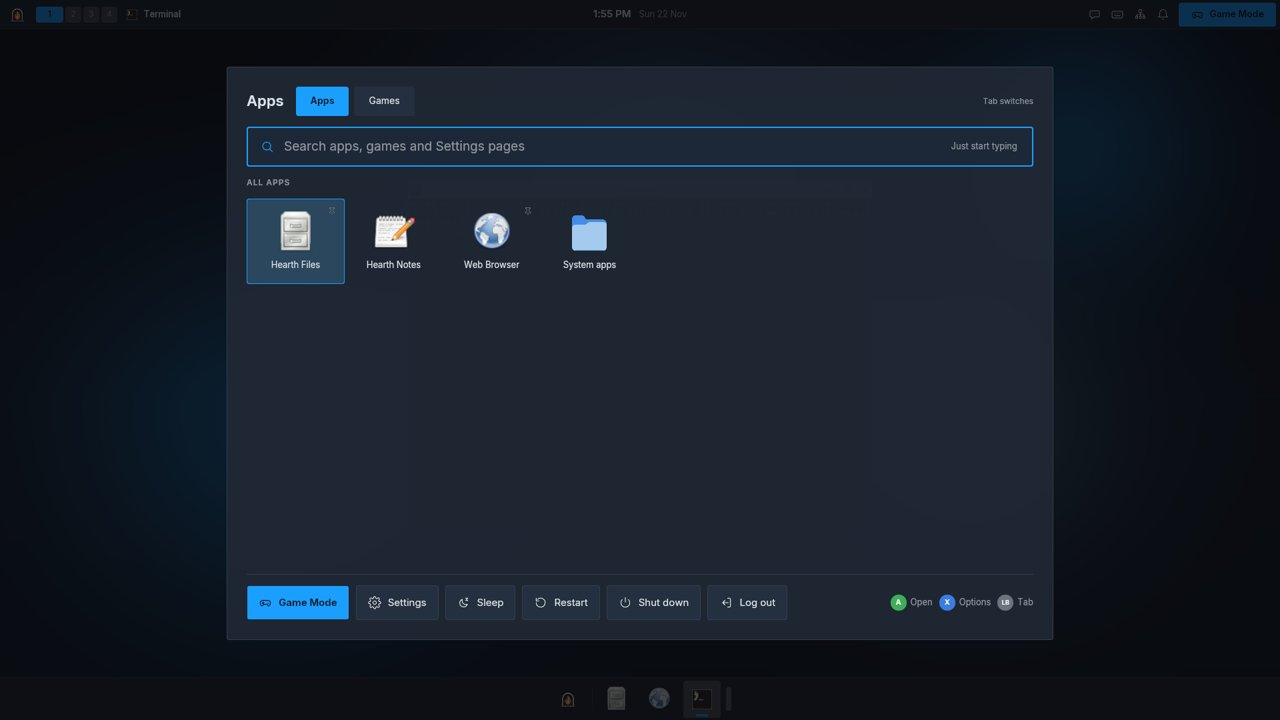 1 2 3 4 Terminal 1:55 PM Sun 22 Nov Game Mode
Apps Apps Games Tab switches
Search apps, games and Settings pages Just start typing
ALL APPS
Hearth Files Hearth Notes Web Browser System apps
Game Mode Settings Sleep Restart Shut down Log out A Open X Options LB Tab